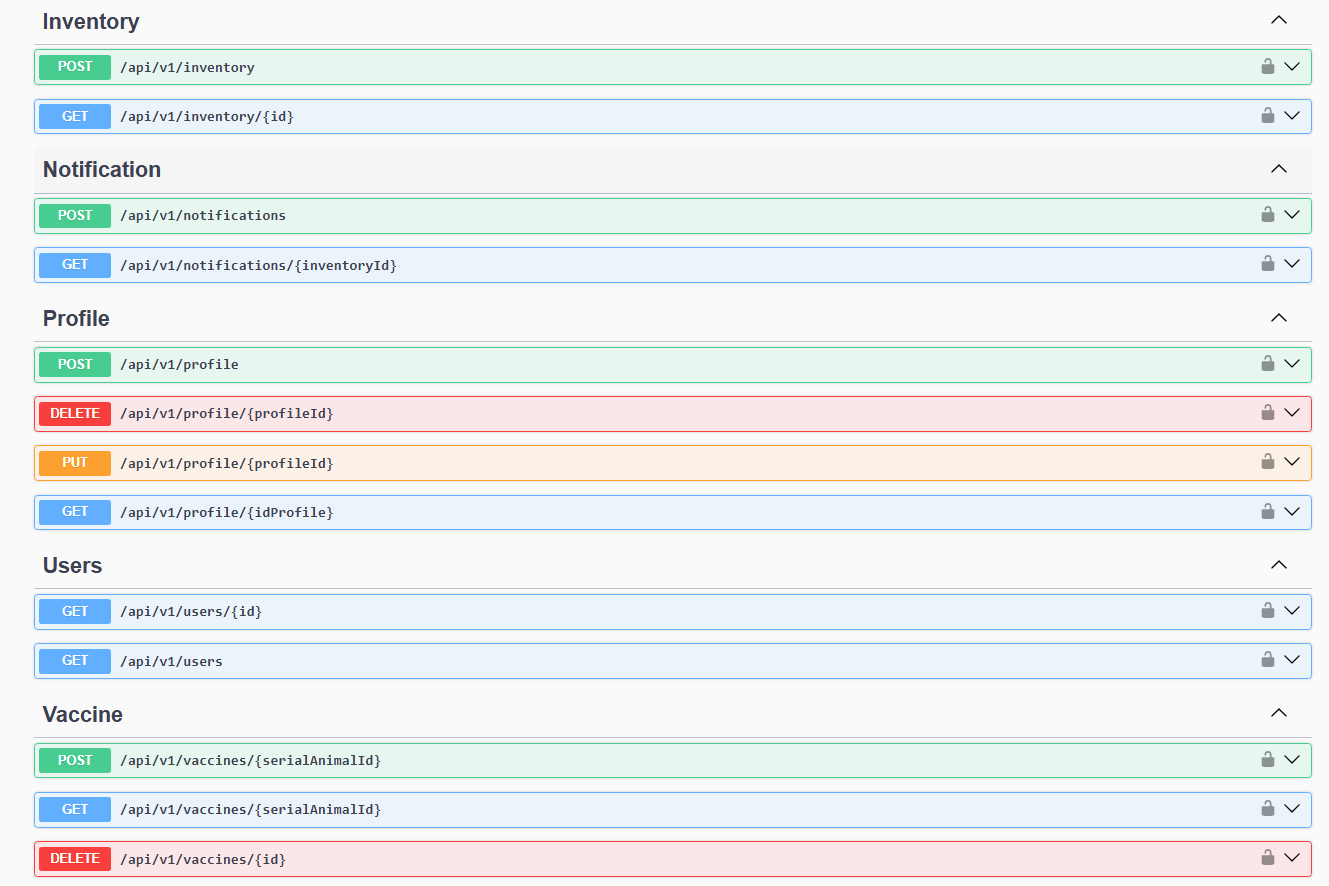 Inventory
POST /api/v1/inventory
GET /api/v1/inventory/{id}
Notification
POST /api/v1/notifications
GET /api/v1/notifications/{inventoryId}
Profile
POST /api/v1/profile
DELETE /api/v1/profile/{profileId}
PUT /api/v1/profile/{profileId}
GET /api/v1/profile/{idProfile}
Users
GET /api/v1/users/{id}
GET /api/v1/users
Vaccine
POST /api/v1/vaccines/{serialAnimalId}
GET /api/v1/vaccines/{serialAnimalId}
DELETE /api/v1/vaccines/{id}